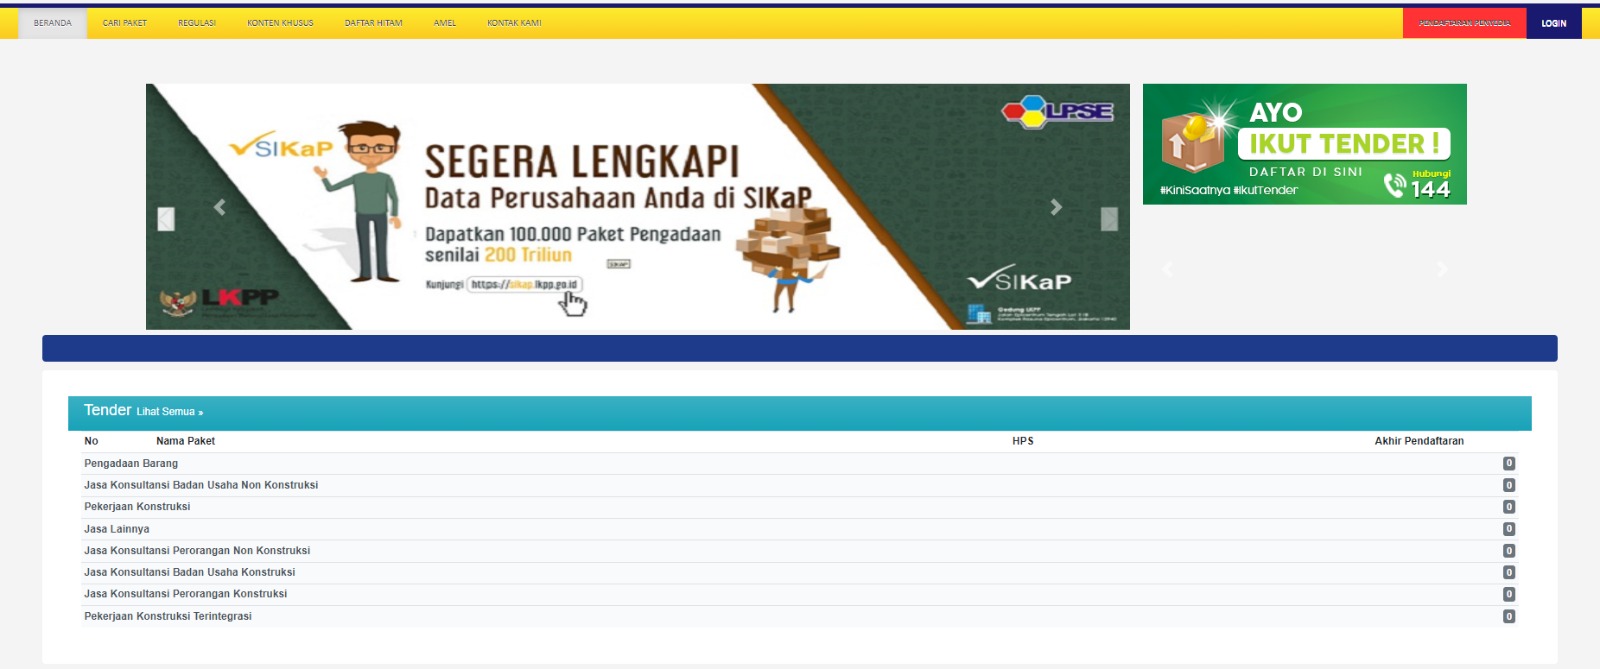 BERANDA CARI PAKET REGULASI KONTEN KHUSUS DAFTAR HITAM AMEL KONTAK KAMI PENDAFTARAN PENYEDIA LOGIN
SIKaP
SEGERA LENGKAPI
Data Perusahaan Anda di SIKaP
Dapatkan 100.000 Paket Pengadaan
senilai 200 Triliun
SIKAP
Kunjungi https://sikap.lkpp.go.id
LKPP
LPSE
SIKaP
Gedung LKPP
AYO
IKUT TENDER !
DAFTAR DI SINI
#KiniSaatnya #IkutTender
Hubungi
144
Tender Lihat Semua »
No Nama Paket HPS Akhir Pendaftaran
Pengadaan Barang 0
Jasa Konsultansi Badan Usaha Non Konstruksi 0
Pekerjaan Konstruksi 0
Jasa Lainnya 0
Jasa Konsultansi Perorangan Non Konstruksi 0
Jasa Konsultansi Badan Usaha Konstruksi 0
Jasa Konsultansi Perorangan Konstruksi 0
Pekerjaan Konstruksi Terintegrasi 0